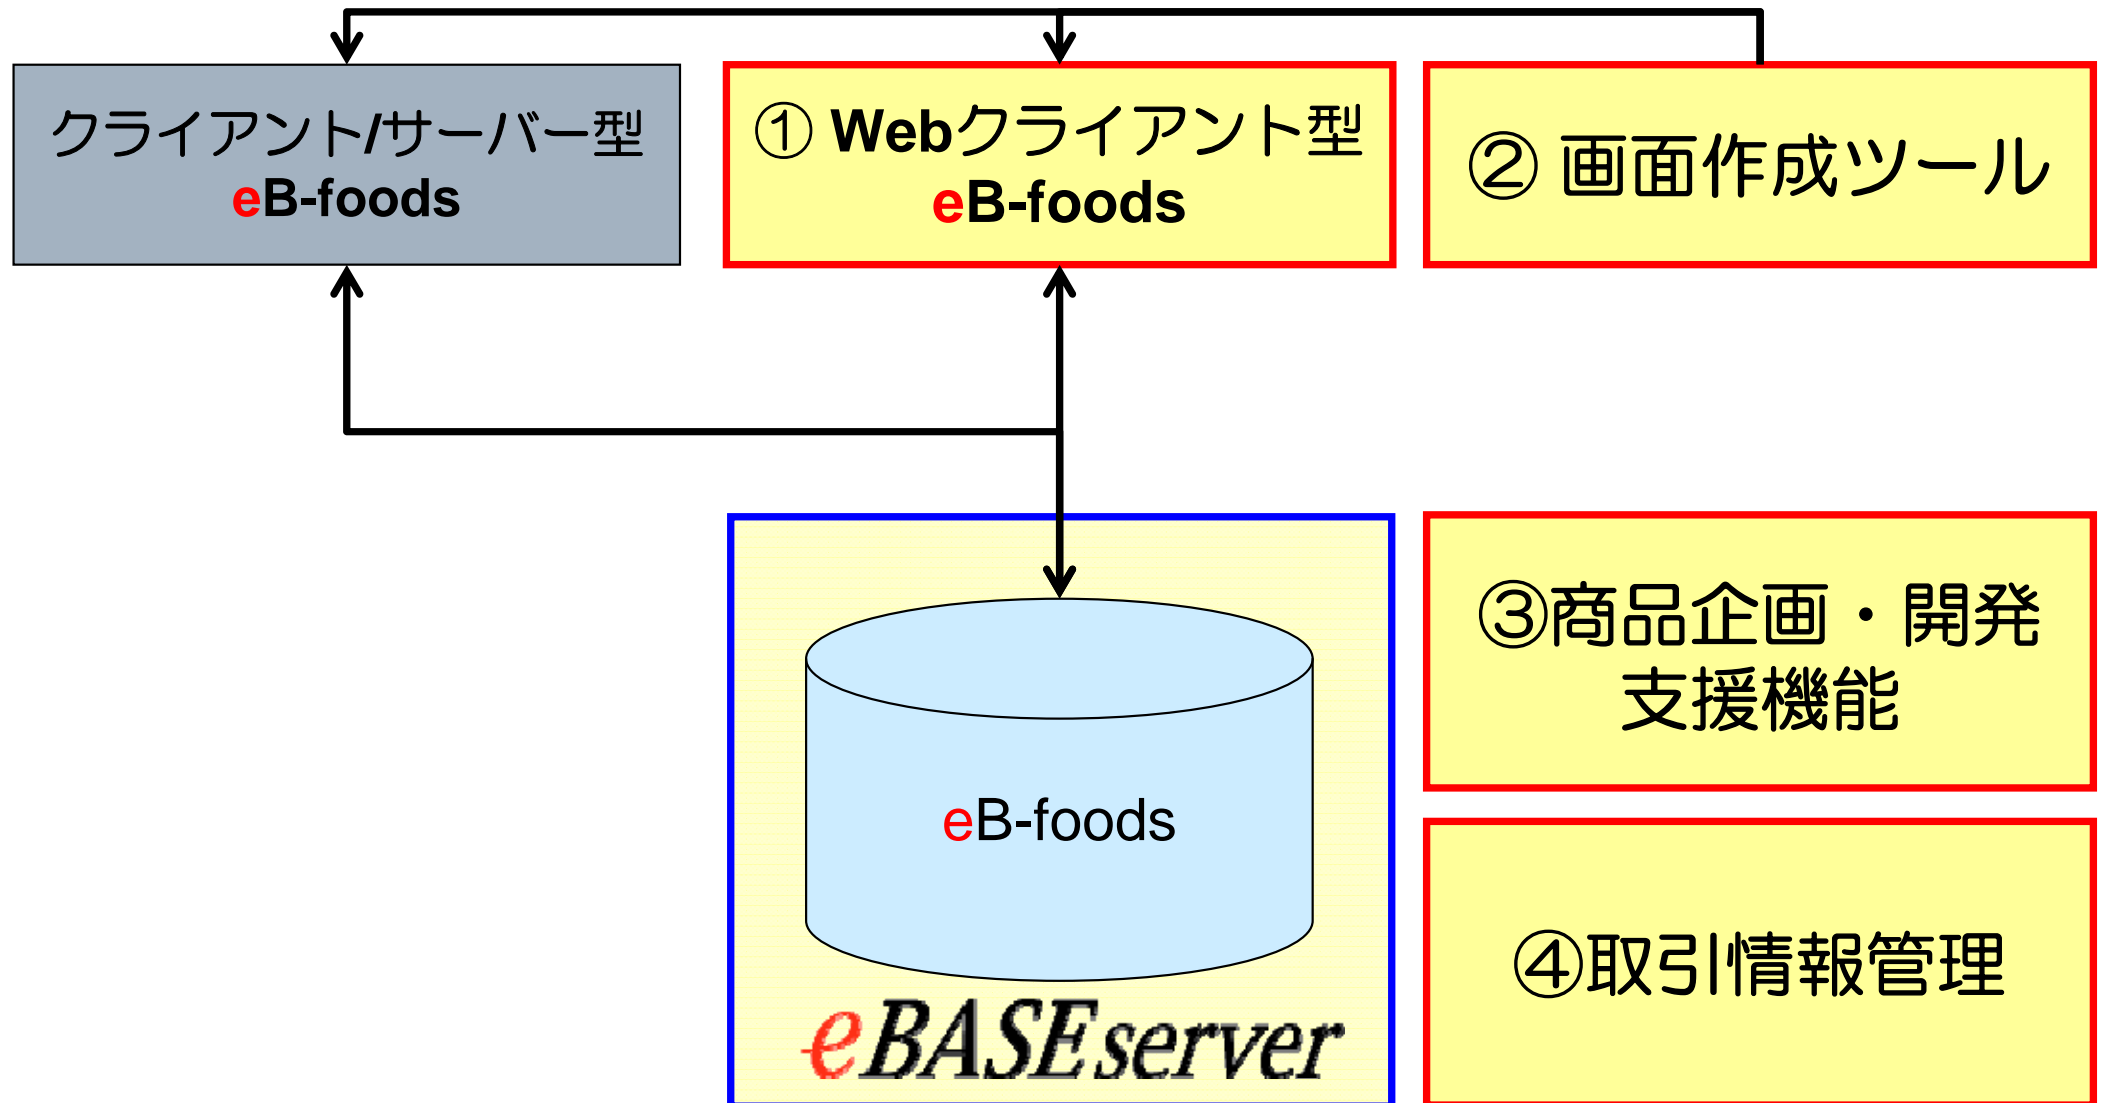 クライアント/サーバー型
eB-foods
① Webクライアント型
eB-foods
② 画面作成ツール
③商品企画・開発
支援機能
eB-foods
④取引情報管理
eBASEserver